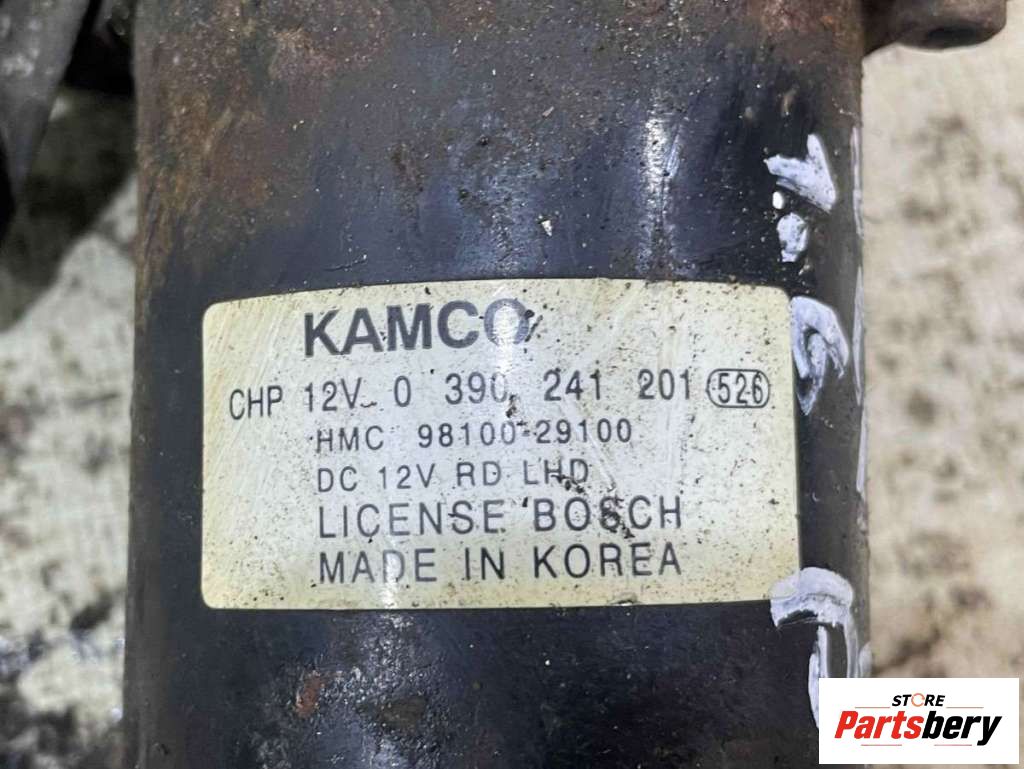 KAMCO
CHP 12V 0 390 241 201 526
HMC 98100-29100
DC 12V RD LHD
LICENSE BOSCH
MADE IN KOREA
STORE
Partsbery